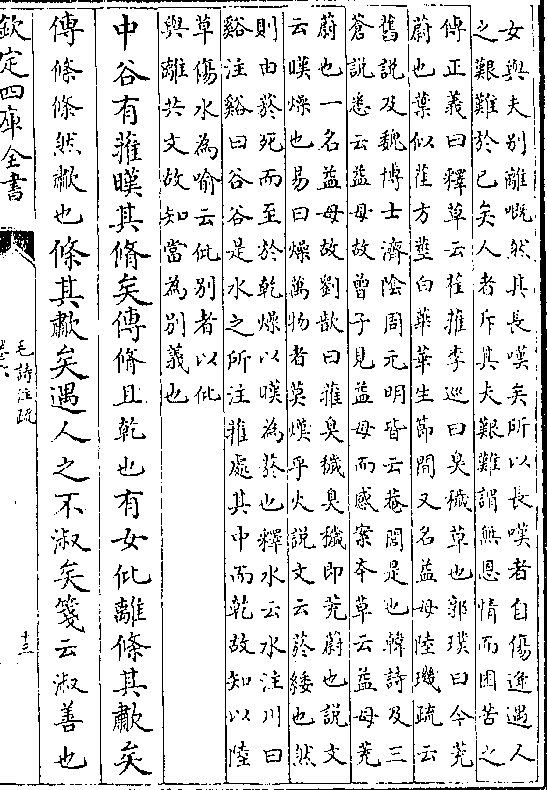 女與夫别離嘅然其長嘆矣所以長嘆者自傷逢遇人
之艱難於已矣人者斥其夫艱難謂無恩情而困苦之
傳正義曰釋草云萑蓷李巡曰臭穢草也郭璞曰今茺
蔚也葉似萑方莖白華華生節間又名益母陸璣疏云
舊說及魏博士濟隂周元明皆云菴䕡是也韓詩及三
蒼說悉云益母故曾子見益母而感案本草云益母茺
蔚也一名益母故劉歆曰蓷臭穢臭穢即茺蔚也說文
云暵燥也易曰燥萬物者莫熯乎火說文云菸緌也然
則由菸死而至於乾燥以暵為菸也釋水云水注川曰
谿注谿曰谷谷是水之所注蓷處其中而乾故知以陸
草傷水為喻云仳别者以仳
與離共文故知當為别義也
中谷有蓷暵其脩矣傳脩且乾也有女仳離條其歗矣
傳條條然歗也條其歗矣遇人之不淑矣箋云淑善也
欽定四庫全書
毛詩注疏
卷六
十三